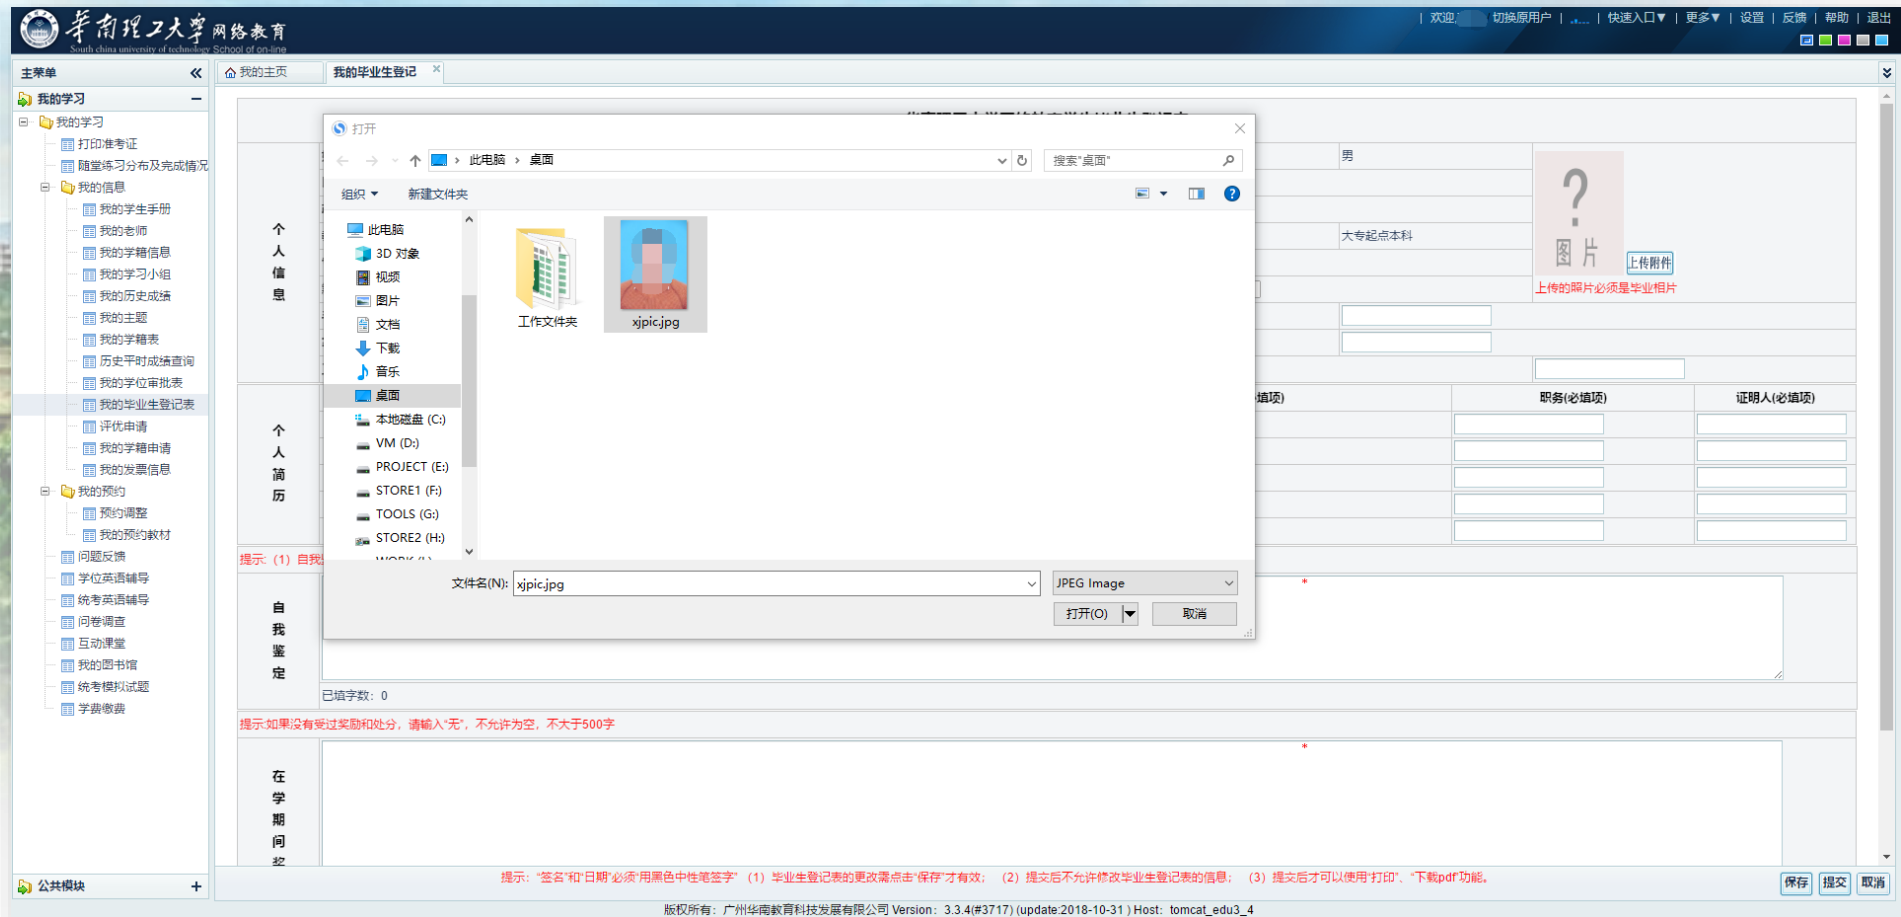 华南理工大学 网络教育
South china university of technology School of on-line
| 欢迎 切换原用户 | | 快速入口▼ | 更多▼ | 设置 | 反馈 | 帮助 | 退出
主菜单
我的主页
我的毕业生登记
我的学习
我的学习
打印准考证
随堂练习分布及完成情况
我的信息
我的学生手册
我的老师
我的学籍信息
我的学习小组
我的历史成绩
我的主题
我的学籍表
历史平时成绩查询
我的学位审批表
我的毕业生登记表
评优申请
我的学籍申请
我的发票信息
我的预约
预约调整
我的预约教材
问题反馈
学位英语辅导
统考英语辅导
问卷调查
互动课堂
我的图书馆
统考模拟试题
学费缴费
公共模块
个人信息
男
大专起点本科
?
图片
上传附件
上传的照片必须是毕业相片
打开
此电脑 › 桌面
搜索"桌面"
组织
新建文件夹
此电脑
3D 对象
视频
图片
文档
下载
音乐
桌面
本地磁盘 (C:)
VM (D:)
PROJECT (E:)
STORE1 (F:)
TOOLS (G:)
STORE2 (H:)
工作文件夹
xjpic.jpg
文件名(N):
xjpic.jpg
JPEG Image
打开(O)
取消
个人简历
填项)
职务(必填项)
证明人(必填项)
提示: (1) 自我
自我鉴定
*
已填字数: 0
提示:如果没有受过奖励和处分，请输入"无"，不允许为空，不大于500字
在学期间奖
*
提示: "签名"和"日期"必须"用黑色中性笔签字" (1) 毕业生登记表的更改需点击"保存"才有效; (2) 提交后不允许修改毕业生登记表的信息; (3) 提交后才可以使用"打印"、"下载pdf"功能。
保存
提交
取消
版权所有: 广州华南教育科技发展有限公司 Version: 3.3.4(#3717) (update:2018-10-31 ) Host: tomcat_edu3_4